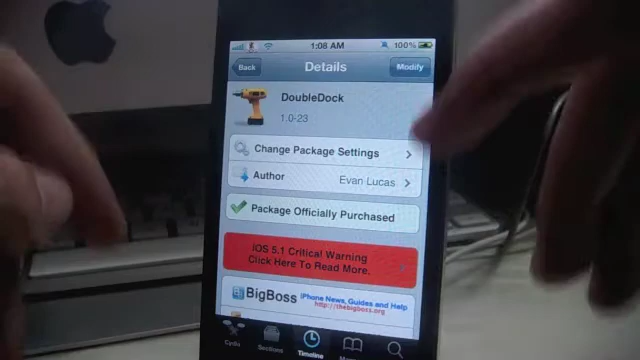 1:08 AM
100%
Back
Details
Modify
DoubleDock
1.0-23
Change Package Settings
Author
Evan Lucas
Package Officially Purchased
iOS 5.1 Critical Warning
Click Here To Read More.
BigBoss
iPhone News, Guides and Help
http://thebigboss.org
Cydia
Sections
Timeline